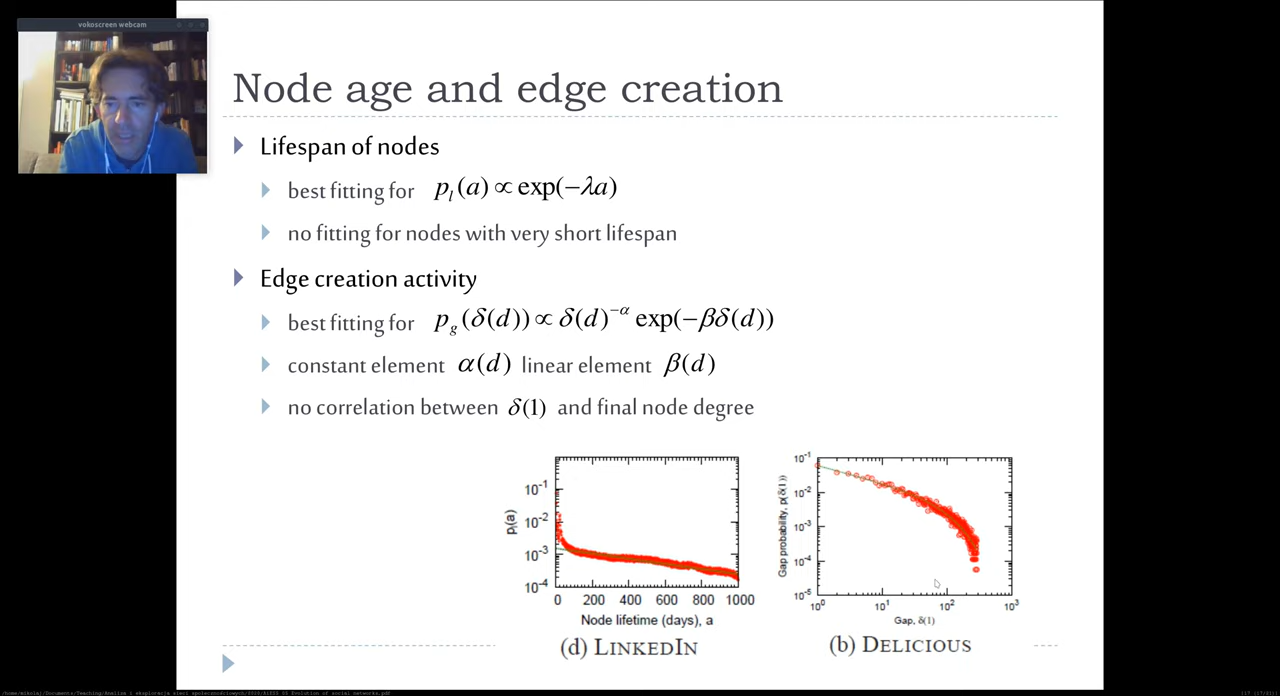 vokoscreen webcam
Node age and edge creation
Lifespan of nodes
best fitting for p_l(a) ∝ exp(−λa)
no fitting for nodes with very short lifespan
Edge creation activity
best fitting for p_g(δ(d)) ∝ δ(d)^−α exp(−βδ(d))
constant element α(d) linear element β(d)
no correlation between δ(1) and final node degree
p_l(a)
10^-1
10^-2
10^-3
10^-4
0 200 400 600 800 1000
Node lifetime (days), a
(d) LINKEDIN
Gap probability, p(δ(1))
10^-1
10^-2
10^-3
10^-4
10^-5
10^0 10^1 10^2 10^3
Gap, δ(1)
(b) DELICIOUS